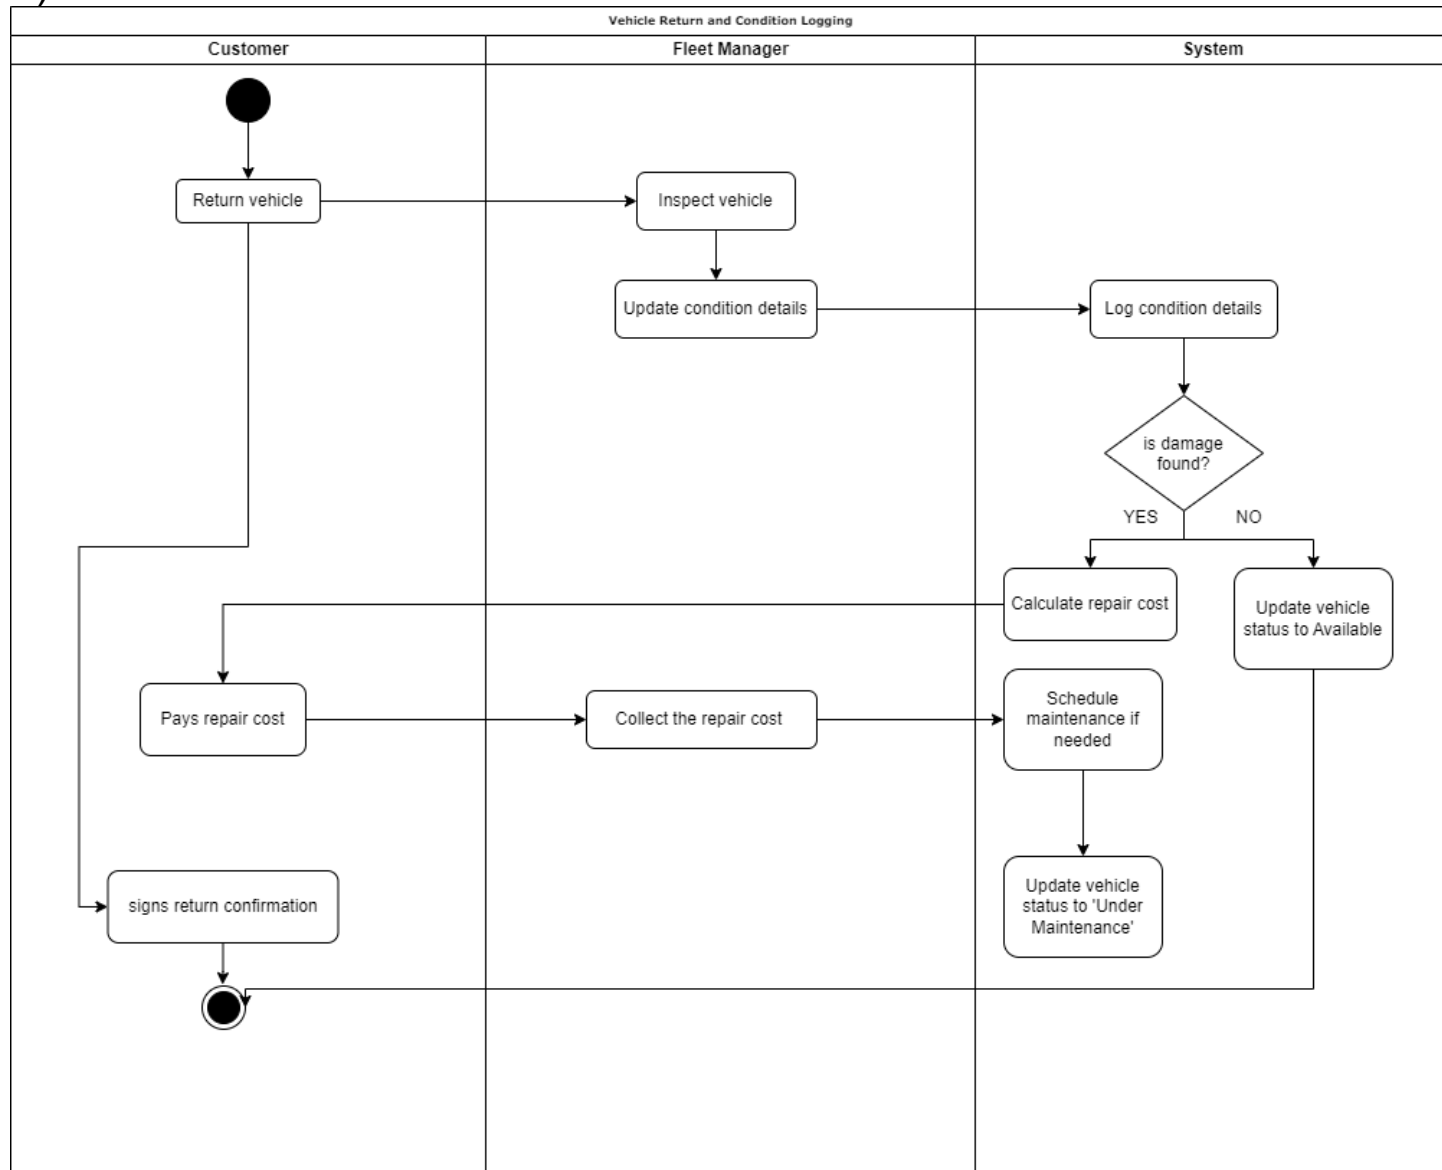 Vehicle Return and Condition Logging
Customer
Fleet Manager
System
Return vehicle
Inspect vehicle
Update condition details
Log condition details
is damage
found?
YES
NO
Calculate repair cost
Update vehicle
status to Available
Pays repair cost
Collect the repair cost
Schedule
maintenance if
needed
signs return confirmation
Update vehicle
status to 'Under
Maintenance'